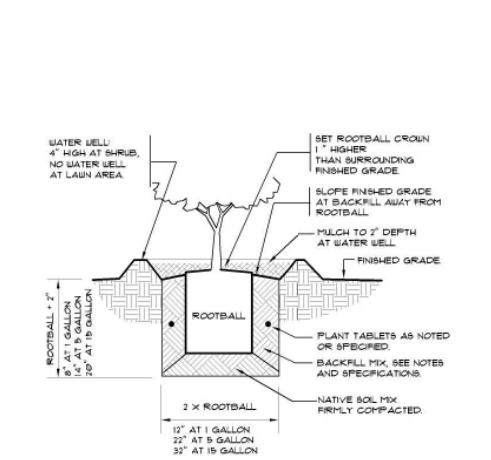 WATER WELL:
4" HIGH AT SHRUB,
NO WATER WELL
AT LAWN AREA.
SET ROOTBALL CROWN
1" HIGHER
THAN SURROUNDING
FINISHED GRADE.
SLOPE FINISHED GRADE
AT BACKFILL AWAY FROM
ROOTBALL
MULCH TO 2" DEPTH
AT WATER WELL
FINISHED GRADE.
ROOTBALL + 2"
8" AT 1 GALLON
14" AT 5 GALLON
20" AT 15 GALLON
ROOTBALL
PLANT TABLETS AS NOTED
OR SPECIFIED.
BACKFILL MIX, SEE NOTES
AND SPECIFICATIONS.
NATIVE SOIL MIX
FIRMLY COMPACTED.
2 X ROOTBALL
12" AT 1 GALLON
22" AT 5 GALLON
32" AT 15 GALLON